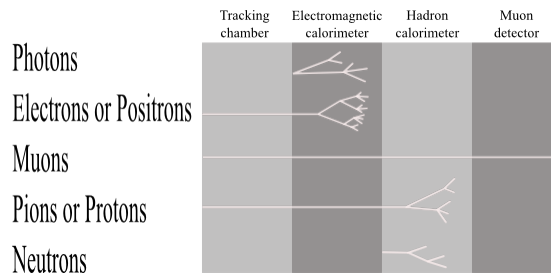 Tracking
chamber
Electromagnetic
calorimeter
Hadron
calorimeter
Muon
detector
Photons
Electrons or Positrons
Muons
Pions or Protons
Neutrons